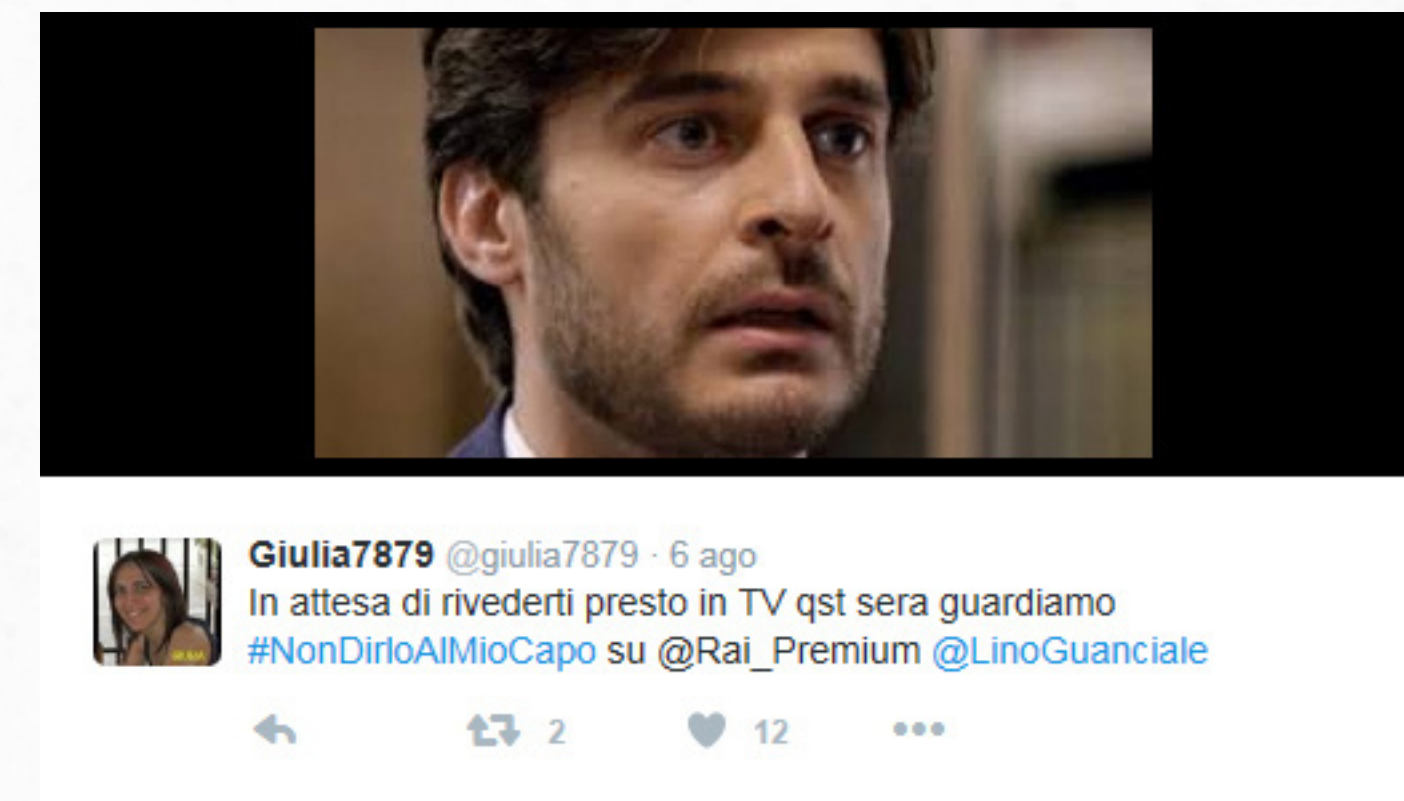 Giulia7879 @giulia7879 · 6 ago
In attesa di rivederti presto in TV qst sera guardiamo
#NonDirloAlMioCapo su @Rai_Premium @LinoGuanciale
2 12